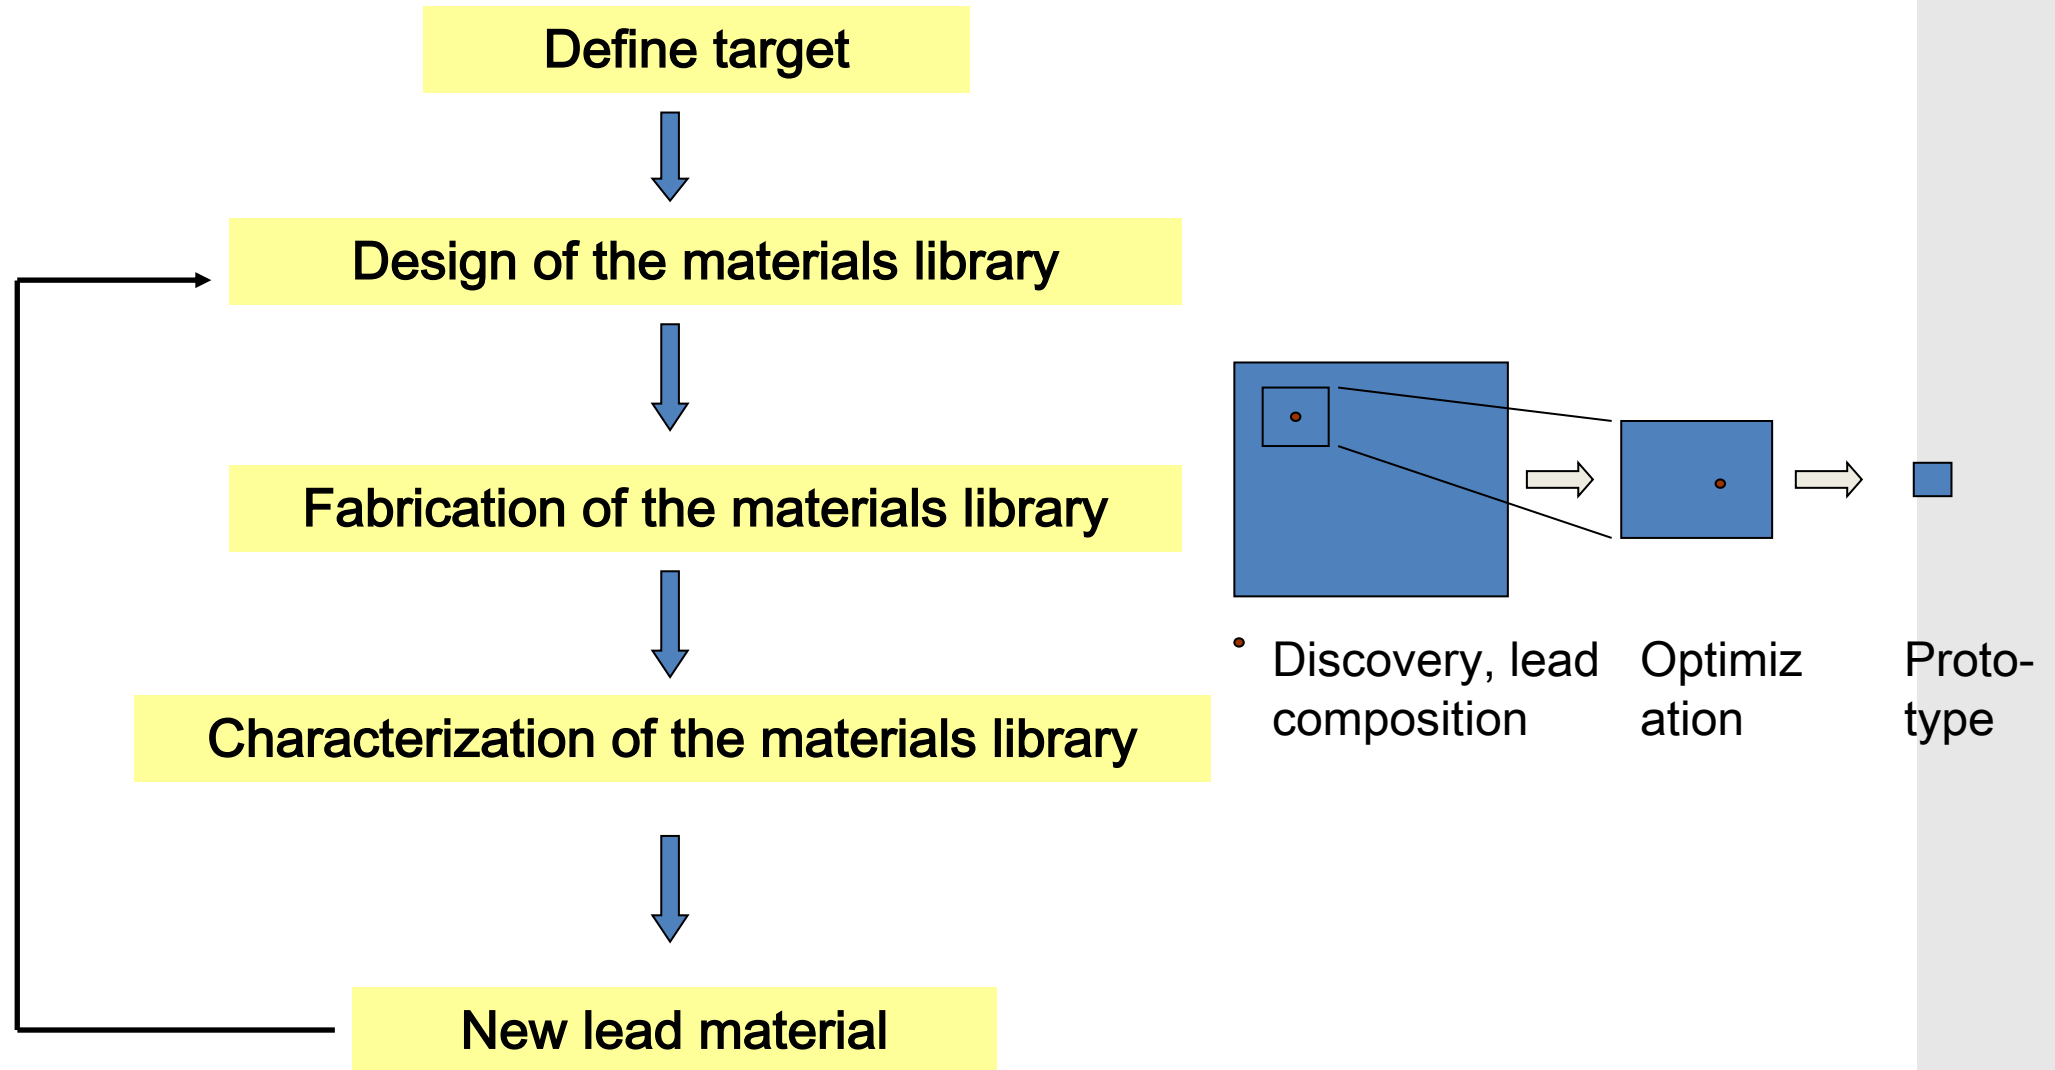 Define target
Design of the materials library
Fabrication of the materials library
Characterization of the materials library
New lead material
Discovery, lead
composition
Optimiz
ation
Proto-
type